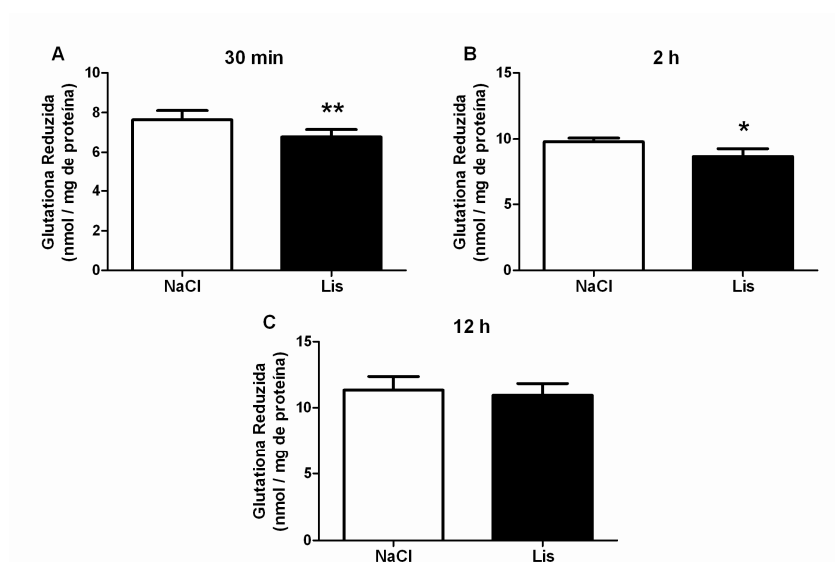 A
30 min
Glutationa Reduzida
(nmol / mg de proteína)
10
8
6
4
2
0
**
NaCl
Lis
B
2 h
Glutationa Reduzida
(nmol / mg de proteína)
15
10
5
0
*
NaCl
Lis
C
12 h
Glutationa Reduzida
(nmol / mg de proteína)
15
10
5
0
NaCl
Lis